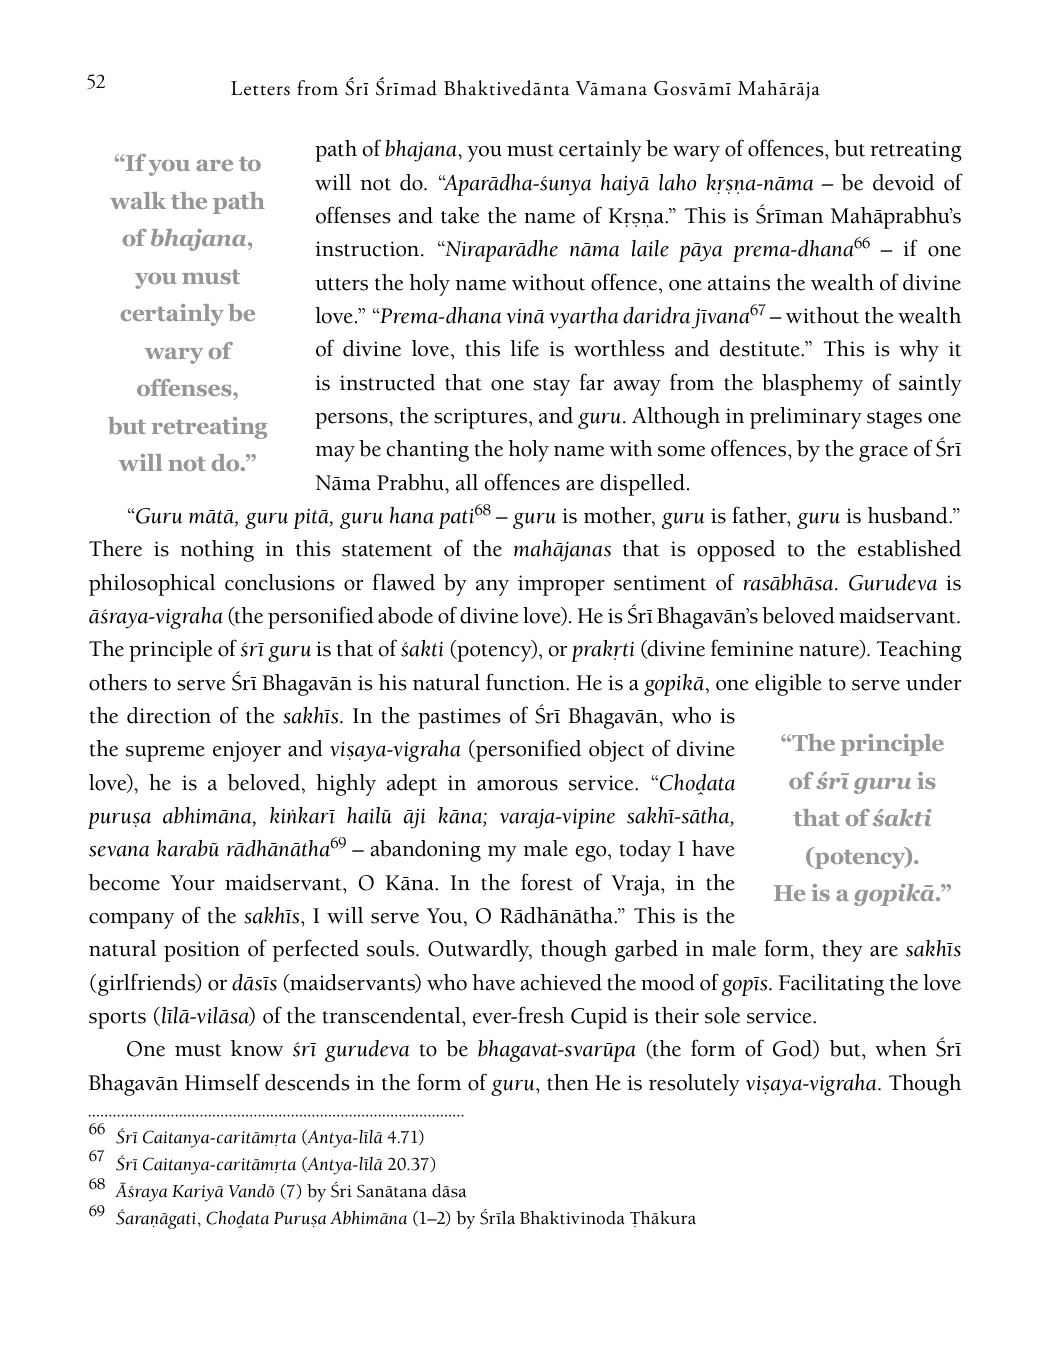 52
Letters from Śrī Śrīmad Bhaktivedānta Vāmana Gosvāmī Mahārāja
“If you are to
walk the path
of bhajana,
you must
certainly be
wary of
offenses,
but retreating
will not do.”
path of bhajana, you must certainly be wary of offences, but retreating
will not do. “Aparādha-śunya haiyā laho kṛṣṇa-nāma – be devoid of
offenses and take the name of Kṛṣṇa.” This is Śrīman Mahāprabhu’s
instruction. “Niraparādhe nāma laile pāya prema-dhana66 – if one
utters the holy name without offence, one attains the wealth of divine
love.” “Prema-dhana vinā vyartha daridra jīvana67 – without the wealth
of divine love, this life is worthless and destitute.” This is why it
is instructed that one stay far away from the blasphemy of saintly
persons, the scriptures, and guru. Although in preliminary stages one
may be chanting the holy name with some offences, by the grace of Śrī
Nāma Prabhu, all offences are dispelled.
“Guru mātā, guru pitā, guru hana pati68 – guru is mother, guru is father, guru is husband.”
There is nothing in this statement of the mahājanas that is opposed to the established
philosophical conclusions or flawed by any improper sentiment of rasābhāsa. Gurudeva is
āśraya-vigraha (the personified abode of divine love). He is Śrī Bhagavān’s beloved maidservant.
The principle of śrī guru is that of śakti (potency), or prakṛti (divine feminine nature). Teaching
others to serve Śrī Bhagavān is his natural function. He is a gopikā, one eligible to serve under
the direction of the sakhīs. In the pastimes of Śrī Bhagavān, who is
the supreme enjoyer and viṣaya-vigraha (personified object of divine
love), he is a beloved, highly adept in amorous service. “Choḓata
puruṣa abhimāna, kiṅkarī hailũ āji kāna; varaja-vipine sakhī-sātha,
sevana karabũ rādhānātha69 – abandoning my male ego, today I have
become Your maidservant, O Kāna. In the forest of Vraja, in the
company of the sakhīs, I will serve You, O Rādhānātha.” This is the
“The principle
of śrī guru is
that of śakti
(potency).
He is a gopikā.”
natural position of perfected souls. Outwardly, though garbed in male form, they are sakhīs
(girlfriends) or dāsīs (maidservants) who have achieved the mood of gopīs. Facilitating the love
sports (līlā-vilāsa) of the transcendental, ever-fresh Cupid is their sole service.
One must know śrī gurudeva to be bhagavat-svarūpa (the form of God) but, when Śrī
Bhagavān Himself descends in the form of guru, then He is resolutely viṣaya-vigraha. Though
66 Śrī Caitanya-caritāmṛta (Antya-līlā 4.71)
67 Śrī Caitanya-caritāmṛta (Antya-līlā 20.37)
68 Āśraya Kariyā Vandõ (7) by Śri Sanātana dāsa
69 Śaraṇāgati, Choḓata Puruṣa Abhimāna (1–2) by Śrīla Bhaktivinoda Ṭhākura